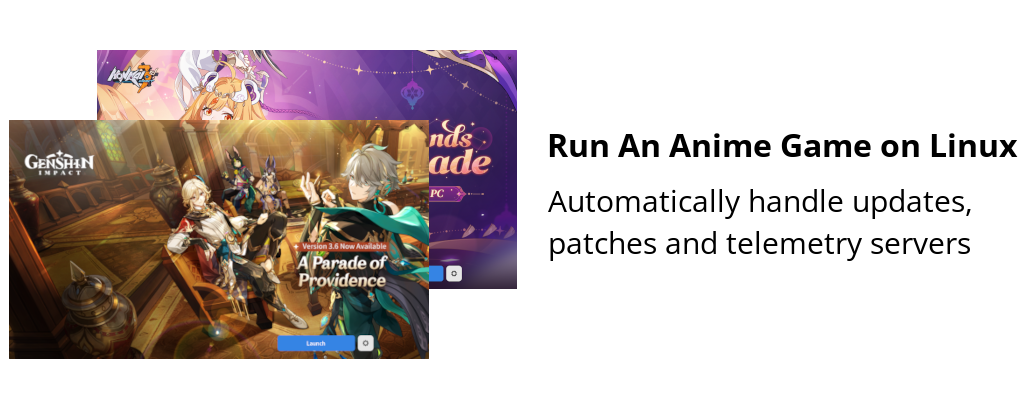 HONKAI 3
nds
ade
PC
GENSHIN
IMPACT
Version 3.6 Now Available
A Parade of
Providence
Launch
Run An Anime Game on Linux
Automatically handle updates,
patches and telemetry servers